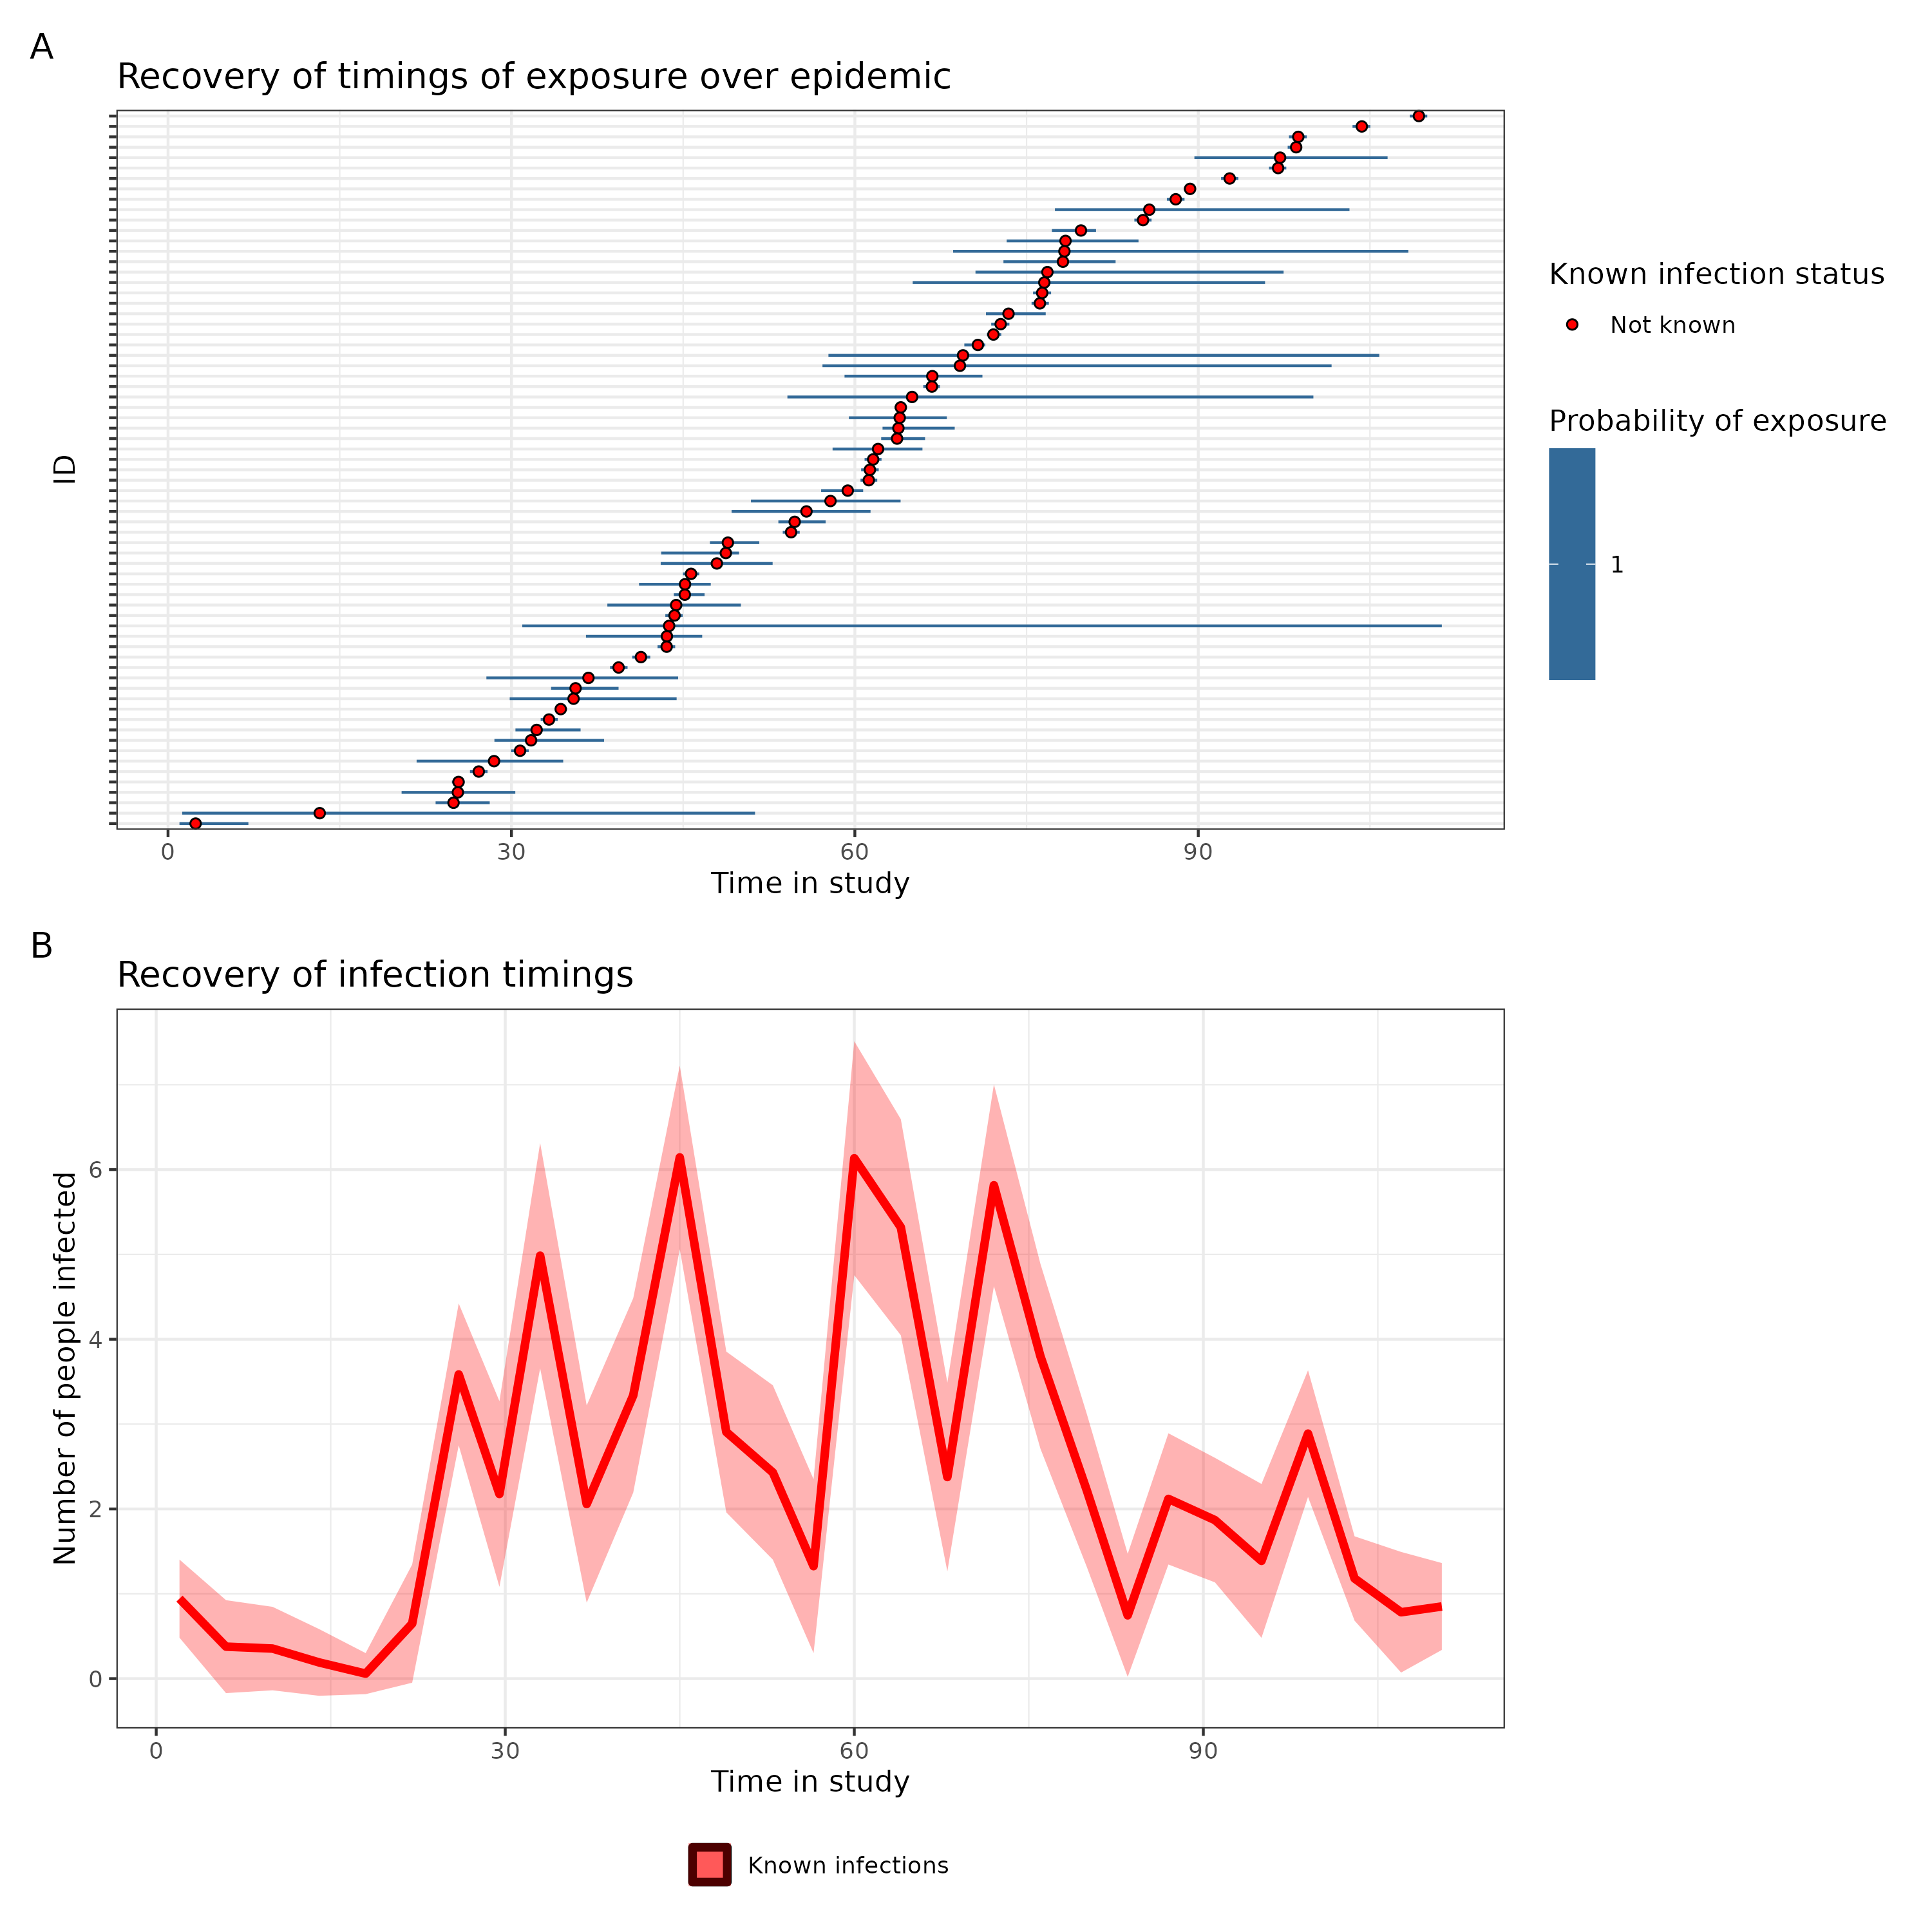 A
Recovery of timings of exposure over epidemic
ID
0 30 60 90
Time in study
Known infection status
Not known
Probability of exposure
1
B
Recovery of infection timings
Number of people infected
6
4
2
0
0 30 60 90
Time in study
Known infections